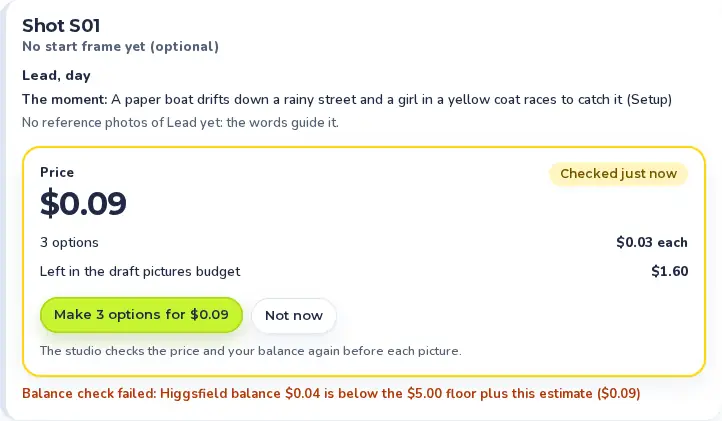 Shot S01
No start frame yet (optional)
Lead, day
The moment: A paper boat drifts down a rainy street and a girl in a yellow coat races to catch it (Setup)
No reference photos of Lead yet: the words guide it.
Price
Checked just now
$0.09
3 options
$0.03 each
Left in the draft pictures budget
$1.60
Make 3 options for $0.09
Not now
The studio checks the price and your balance again before each picture.
Balance check failed: Higgsfield balance $0.04 is below the $5.00 floor plus this estimate ($0.09)